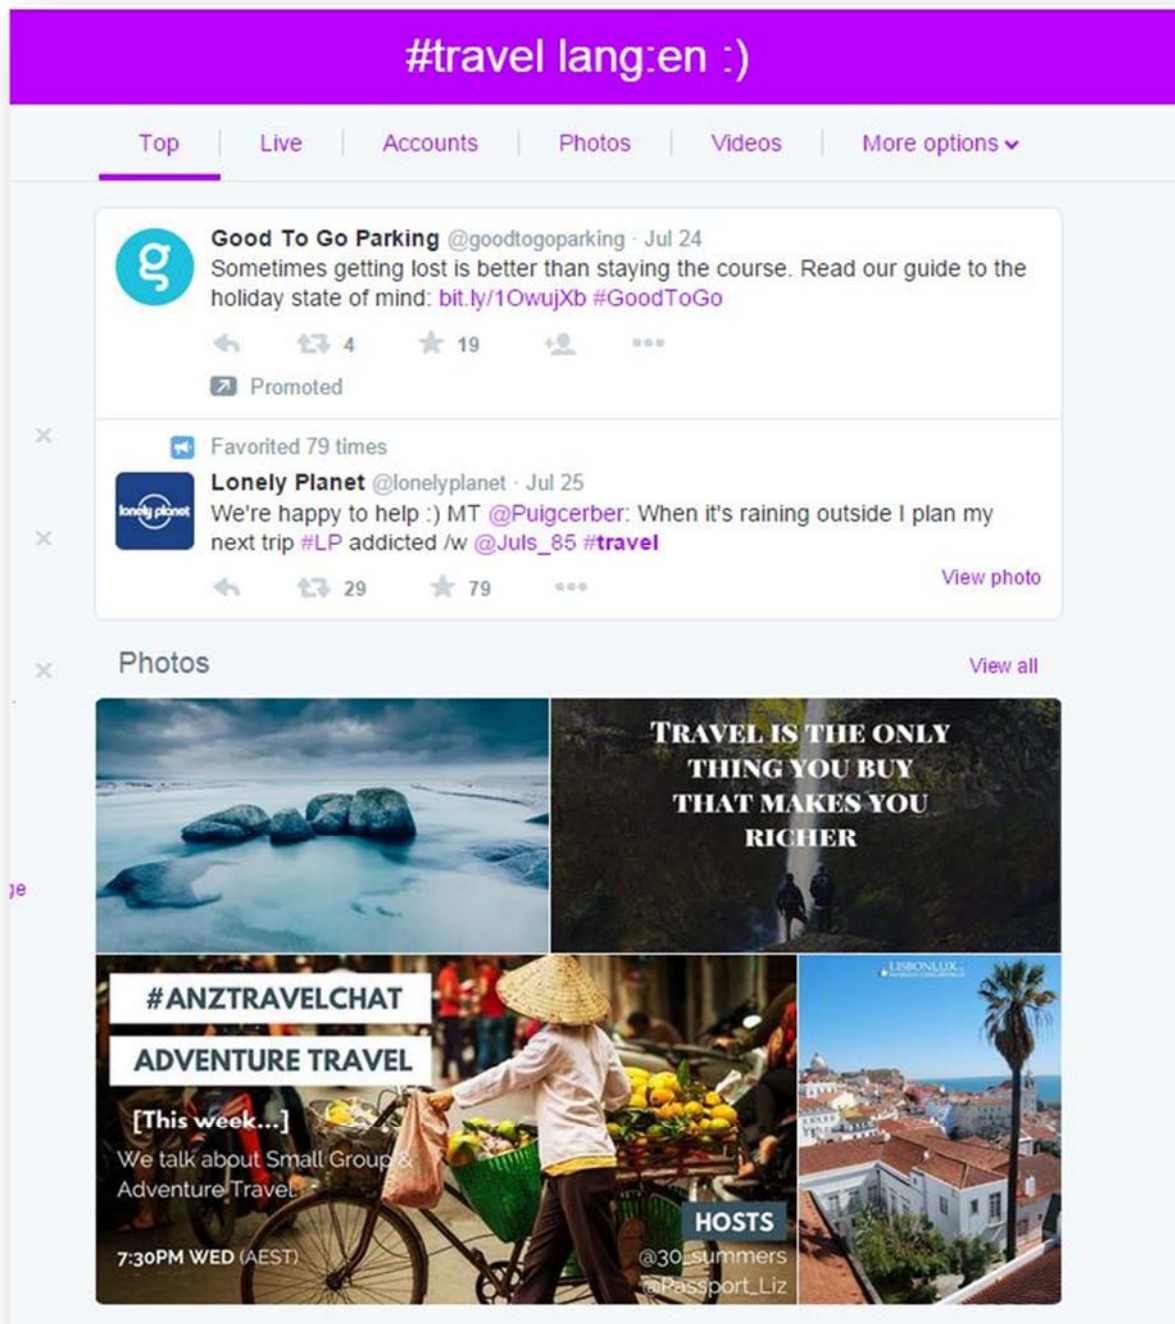 #travel lang:en :)
Top
Live
Accounts
Photos
Videos
More options
g
Good To Go Parking @goodtogoparking · Jul 24
Sometimes getting lost is better than staying the course. Read our guide to the
holiday state of mind: bit.ly/1OwujXb #GoodToGo
4
19
Promoted
Favorited 79 times
lonely planet
Lonely Planet @lonelyplanet · Jul 25
We're happy to help :) MT @Puigcerber: When it's raining outside I plan my
next trip #LP addicted /w @Juls_85 #travel
29
79
View photo
Photos
View all
TRAVEL IS THE ONLY
THING YOU BUY
THAT MAKES YOU
RICHER
ge
#ANZTRAVELCHAT
ADVENTURE TRAVEL
[This week...]
We talk about Small Group &
Adventure Travel.
7:30PM WED (AEST)
HOSTS
@30_summers
@Passport_Liz
LISBONLUX